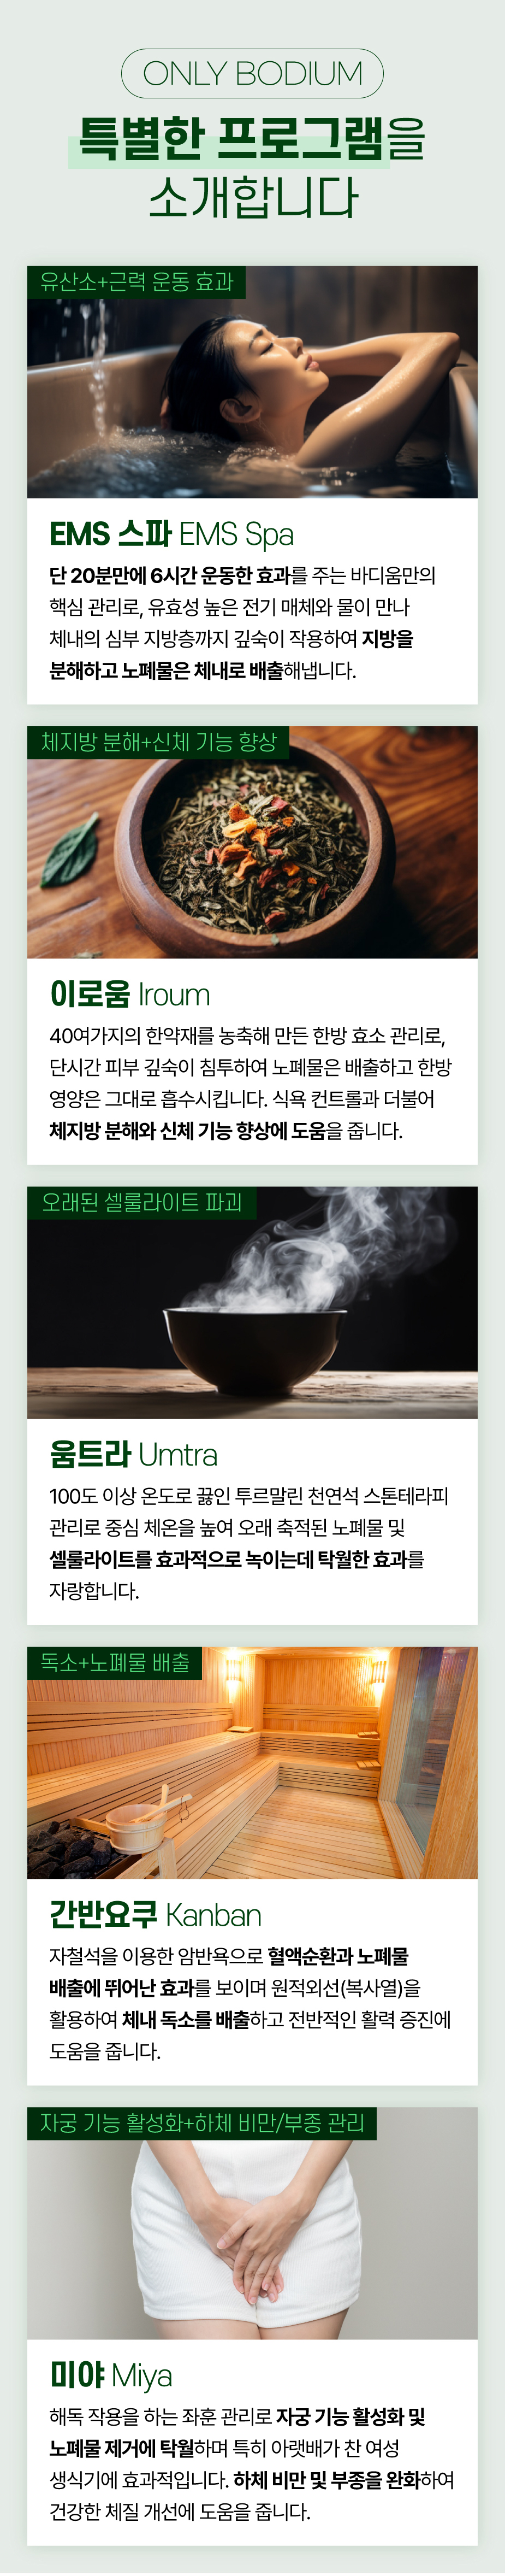 ONLY BODIUM
특별한 프로그램을
소개합니다
유산소+근력 운동 효과
EMS 스파 EMS Spa
단 20분만에 6시간 운동한 효과를 주는 바디움만의
핵심 관리로, 유효성 높은 전기 매체와 물이 만나
체내의 심부 지방층까지 깊숙이 작용하여 지방을
분해하고 노폐물은 체내로 배출해냅니다.
체지방 분해+신체 기능 향상
이로움 Iroum
40여가지의 한약재를 농축해 만든 한방 효소 관리로,
단시간 피부 깊숙이 침투하여 노폐물은 배출하고 한방
영양은 그대로 흡수시킵니다. 식욕 컨트롤과 더불어
체지방 분해와 신체 기능 향상에 도움을 줍니다.
오래된 셀룰라이트 파괴
움트라 Umtra
100도 이상 온도로 끓인 투르말린 천연석 스톤테라피
관리로 중심 체온을 높여 오래 축적된 노폐물 및
셀룰라이트를 효과적으로 녹이는데 탁월한 효과를
자랑합니다.
독소+노폐물 배출
간반요쿠 Kanban
자철석을 이용한 암반욕으로 혈액순환과 노폐물
배출에 뛰어난 효과를 보이며 원적외선(복사열)을
활용하여 체내 독소를 배출하고 전반적인 활력 증진에
도움을 줍니다.
자궁 기능 활성화+하체 비만/부종 관리
미야 Miya
해독 작용을 하는 좌훈 관리로 자궁 기능 활성화 및
노폐물 제거에 탁월하며 특히 아랫배가 찬 여성
생식기에 효과적입니다. 하체 비만 및 부종을 완화하여
건강한 체질 개선에 도움을 줍니다.